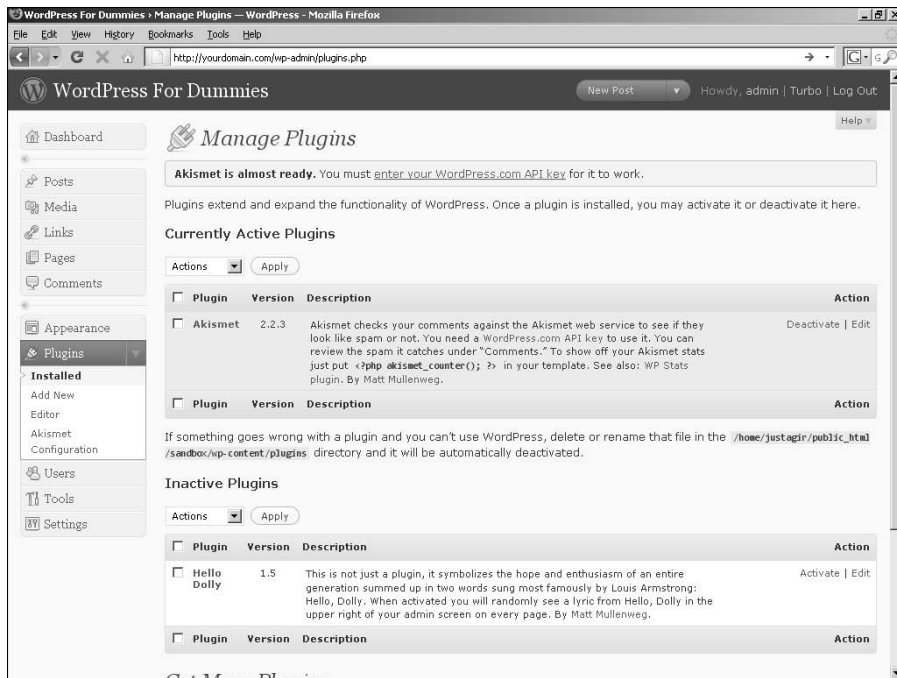 WordPress For Dummies › Manage Plugins — WordPress - Mozilla Firefox
File Edit View History Bookmarks Tools Help
http://yourdomain.com/wp-admin/plugins.php
WordPress For Dummies
New Post
Howdy, admin | Turbo | Log Out
Help
Dashboard
Posts
Media
Links
Pages
Comments
Appearance
Plugins
Installed
Add New
Editor
Akismet
Configuration
Users
Tools
Settings
Manage Plugins
Akismet is almost ready. You must enter your WordPress.com API key for it to work.
Plugins extend and expand the functionality of WordPress. Once a plugin is installed, you may activate it or deactivate it here.
Currently Active Plugins
Actions Apply
Plugin Version Description Action
Akismet 2.2.3 Akismet checks your comments against the Akismet web service to see if they Deactivate | Edit
look like spam or not. You need a WordPress.com API key to use it. You can
review the spam it catches under "Comments." To show off your Akismet stats
just put <?php akismet_counter(); ?> in your template. See also: WP Stats
plugin. By Matt Mullenweg.
Plugin Version Description Action
If something goes wrong with a plugin and you can't use WordPress, delete or rename that file in the /home/justagir/public_html
/sandbox/wp-content/plugins directory and it will be automatically deactivated.
Inactive Plugins
Actions Apply
Plugin Version Description Action
Hello 1.5 This is not just a plugin, it symbolizes the hope and enthusiasm of an entire Activate | Edit
Dolly generation summed up in two words sung most famously by Louis Armstrong:
Hello, Dolly. When activated you will randomly see a lyric from Hello, Dolly in the
upper right of your admin screen on every page. By Matt Mullenweg.
Plugin Version Description Action